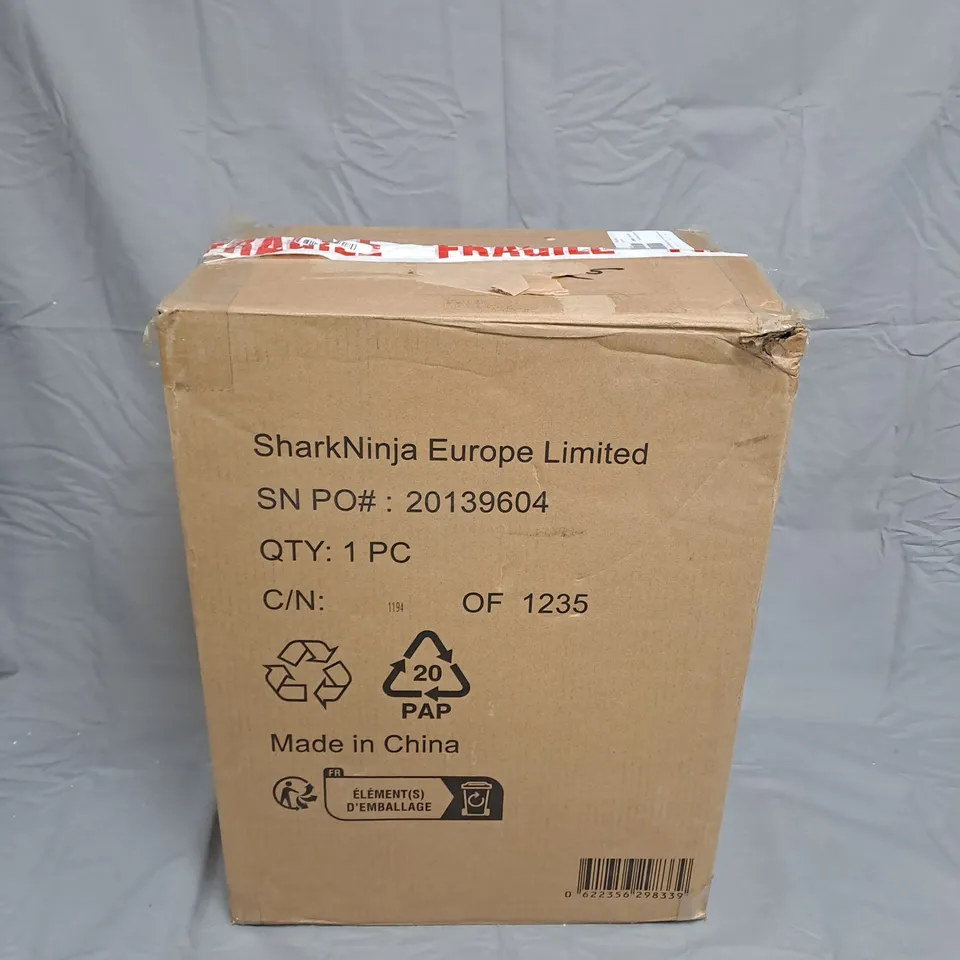 FRAGILE FRAGILE
SharkNinja Europe Limited
SN PO# : 20139604
QTY: 1 PC
C/N: 1194 OF 1235
20
PAP
Made in China
FR
ÉLÉMENT(S)
D'EMBALLAGE
0 622356 298339